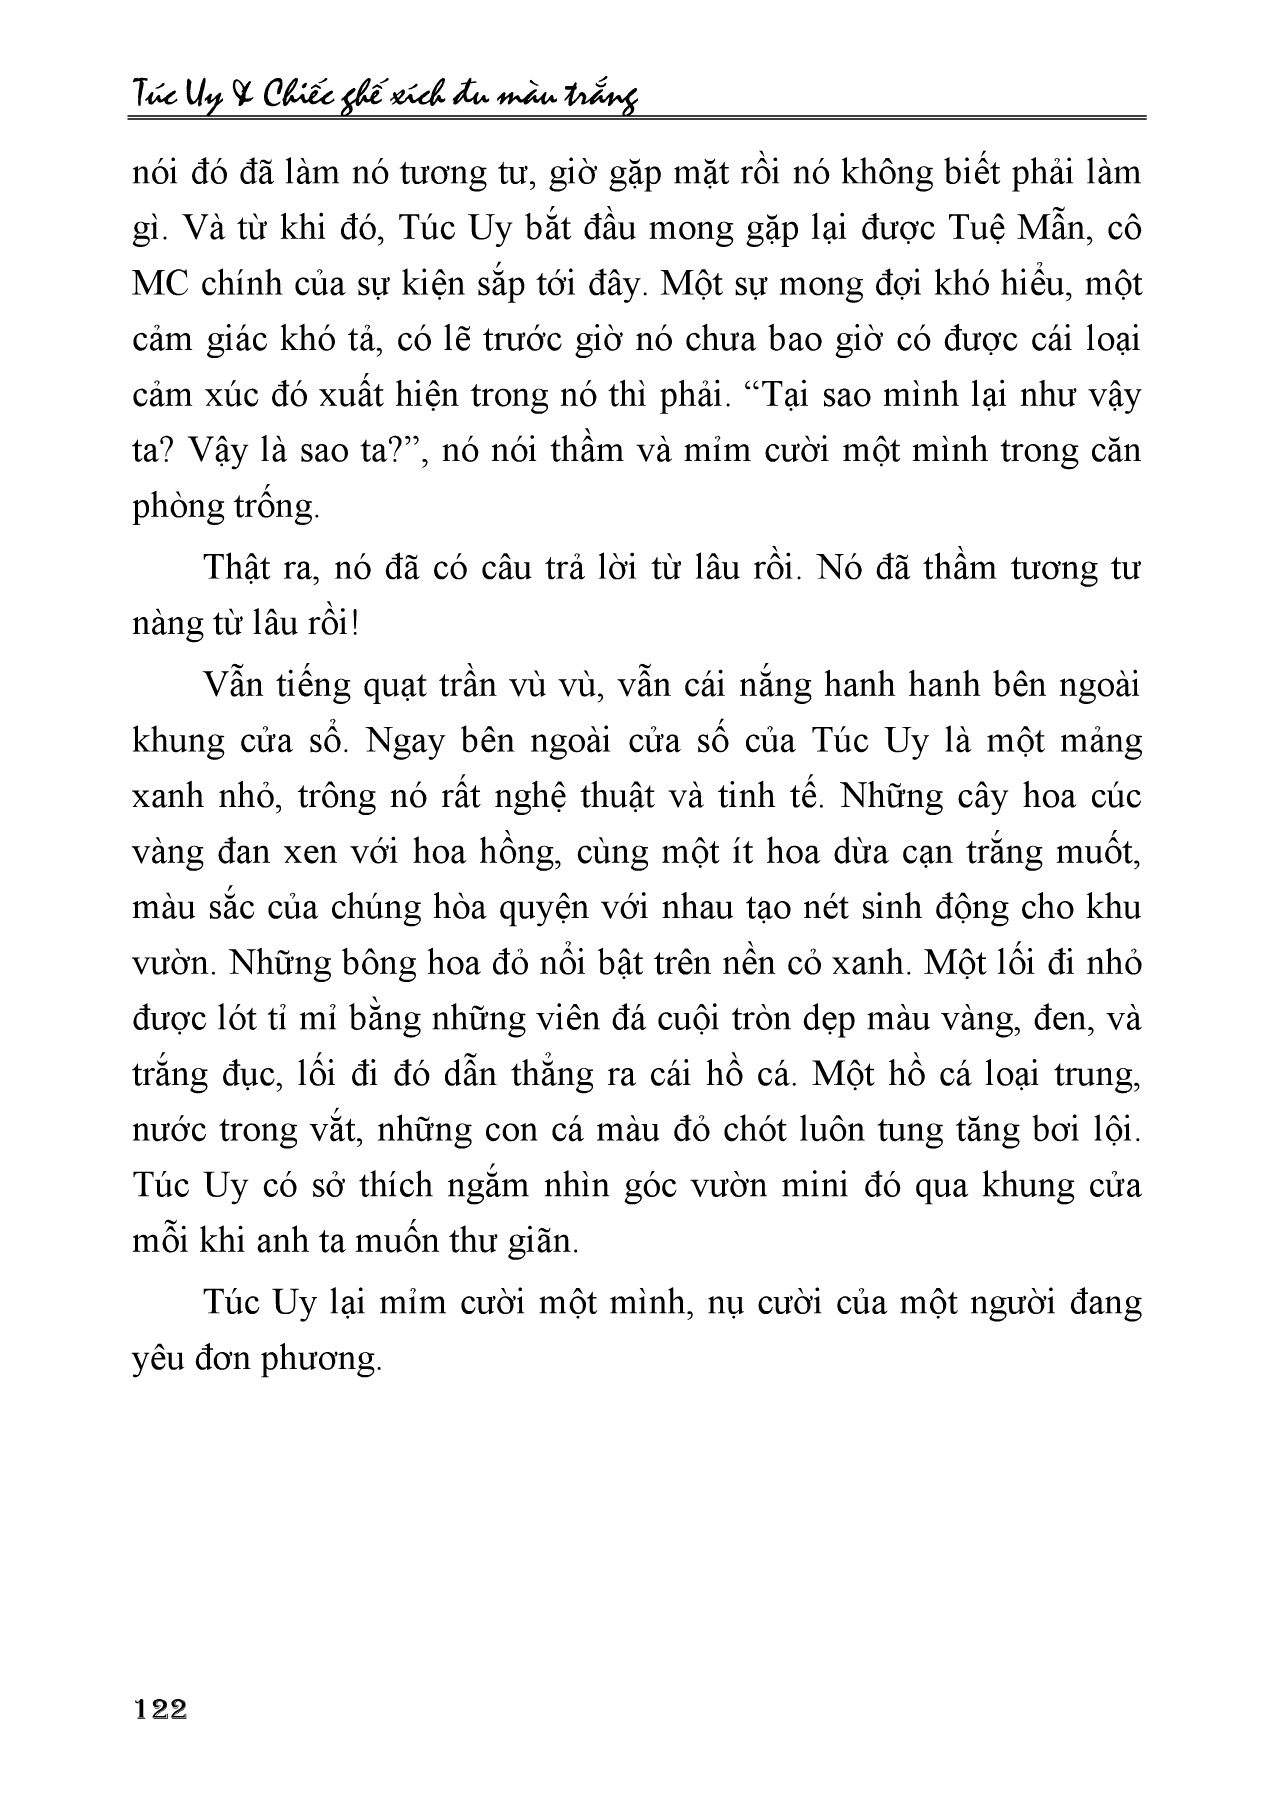 Túc Uy & Chiếc ghế xích đu màu trắng
nói đó đã làm nó tương tư, giờ gặp mặt rồi nó không biết phải làm
gì. Và từ khi đó, Túc Uy bắt đầu mong gặp lại được Tuệ Mẫn, cô
MC chính của sự kiện sắp tới đây. Một sự mong đợi khó hiểu, một
cảm giác khó tả, có lẽ trước giờ nó chưa bao giờ có được cái loại
cảm xúc đó xuất hiện trong nó thì phải. “Tại sao mình lại như vậy
ta? Vậy là sao ta?”, nó nói thầm và mỉm cười một mình trong căn
phòng trống.
Thật ra, nó đã có câu trả lời từ lâu rồi. Nó đã thầm tương tư
nàng từ lâu rồi!
Vẫn tiếng quạt trần vù vù, vẫn cái nắng hanh hanh bên ngoài
khung cửa sổ. Ngay bên ngoài cửa số của Túc Uy là một mảng
xanh nhỏ, trông nó rất nghệ thuật và tinh tế. Những cây hoa cúc
vàng đan xen với hoa hồng, cùng một ít hoa dừa cạn trắng muốt,
màu sắc của chúng hòa quyện với nhau tạo nét sinh động cho khu
vườn. Những bông hoa đỏ nổi bật trên nền cỏ xanh. Một lối đi nhỏ
được lót tỉ mỉ bằng những viên đá cuội tròn dẹp màu vàng, đen, và
trắng đục, lối đi đó dẫn thẳng ra cái hồ cá. Một hồ cá loại trung,
nước trong vắt, những con cá màu đỏ chót luôn tung tăng bơi lội.
Túc Uy có sở thích ngắm nhìn góc vườn mini đó qua khung cửa
mỗi khi anh ta muốn thư giãn.
Túc Uy lại mỉm cười một mình, nụ cười của một người đang
yêu đơn phương.
122